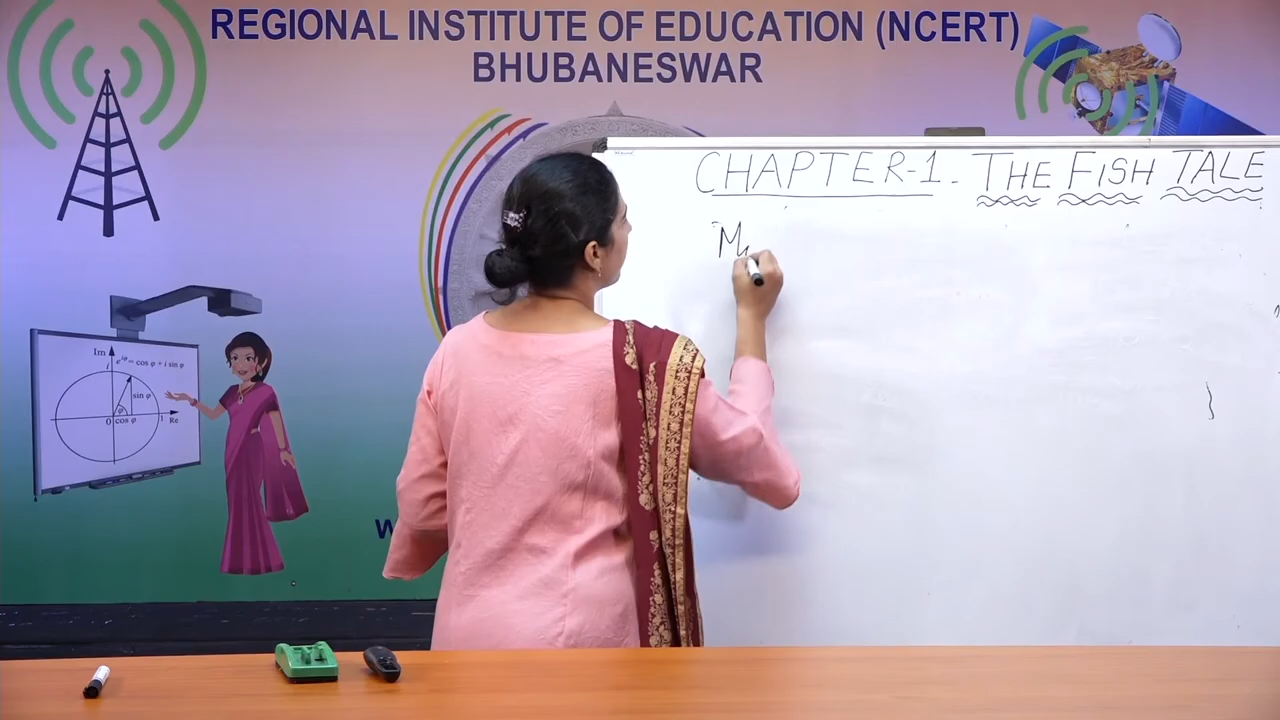 REGIONAL INSTITUTE OF EDUCATION (NCERT)
BHUBANESWAR
CHAPTER-1. THE FISH TALE
M
Im
i
e^iφ = cos φ + i sin φ
sin φ
φ
0
cos φ
1
Re
W